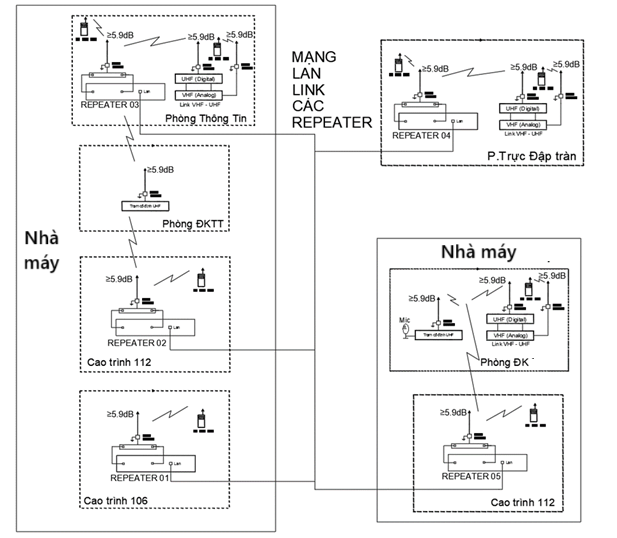 ≥5.9dB
≥5.9dB
≥5.9dB
UHF (Digital)
VHF (Analog)
Link VHF - UHF
Lan
REPEATER 03
Phòng Thông Tin
≥5.9dB
Phòng ĐKTT
Nhà
máy
≥5.9dB
Lan
REPEATER 02
Cao trình 112
≥5.9dB
Lan
REPEATER 01
Cao trình 106
MẠNG
LAN
LINK
CÁC
REPEATER
≥5.9dB
≥5.9dB
≥5.9dB
UHF (Digital)
VHF (Analog)
Link VHF - UHF
Lan
REPEATER 04
P.Trực Đập tràn
Nhà máy
≥5.9dB
≥5.9dB
≥5.9dB
Mic
UHF (Digital)
VHF (Analog)
Link VHF - UHF
Phòng ĐK
≥5.9dB
Lan
REPEATER 05
Cao trình 112